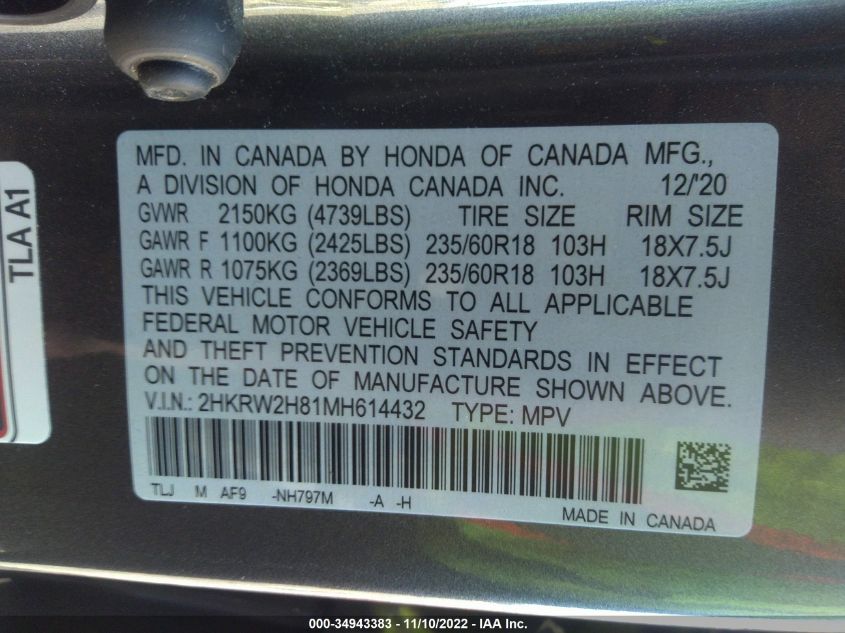 MFD. IN CANADA BY HONDA OF CANADA MFG.,
A DIVISION OF HONDA CANADA INC. 12/'20
GVWR 2150KG (4739LBS) TIRE SIZE RIM SIZE
GAWR F 1100KG (2425LBS) 235/60R18 103H 18X7.5J
GAWR R 1075KG (2369LBS) 235/60R18 103H 18X7.5J
THIS VEHICLE CONFORMS TO ALL APPLICABLE
FEDERAL MOTOR VEHICLE SAFETY
AND THEFT PREVENTION STANDARDS IN EFFECT
ON THE DATE OF MANUFACTURE SHOWN ABOVE.
V.I.N.: 2HKRW2H81MH614432 TYPE: MPV
TLJ M AF9 -NH797M -A -H
MADE IN CANADA
TLA A1
000-34943383 - 11/10/2022 - IAA Inc.